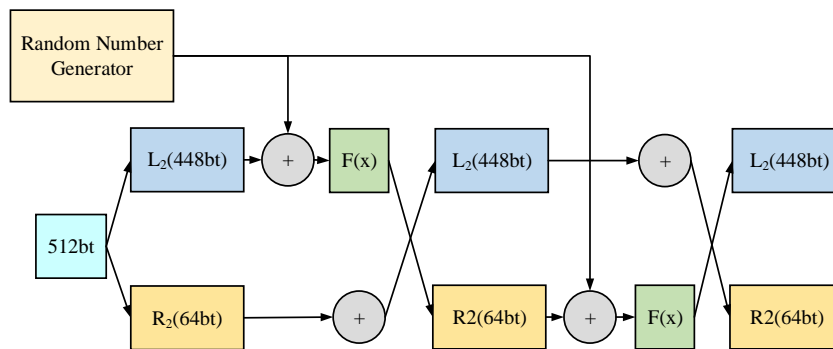 Random Number
Generator
L₂(448bt)
+
F(x)
L₂(448bt)
+
L₂(448bt)
512bt
R₂(64bt)
+
R2(64bt)
+
F(x)
R2(64bt)